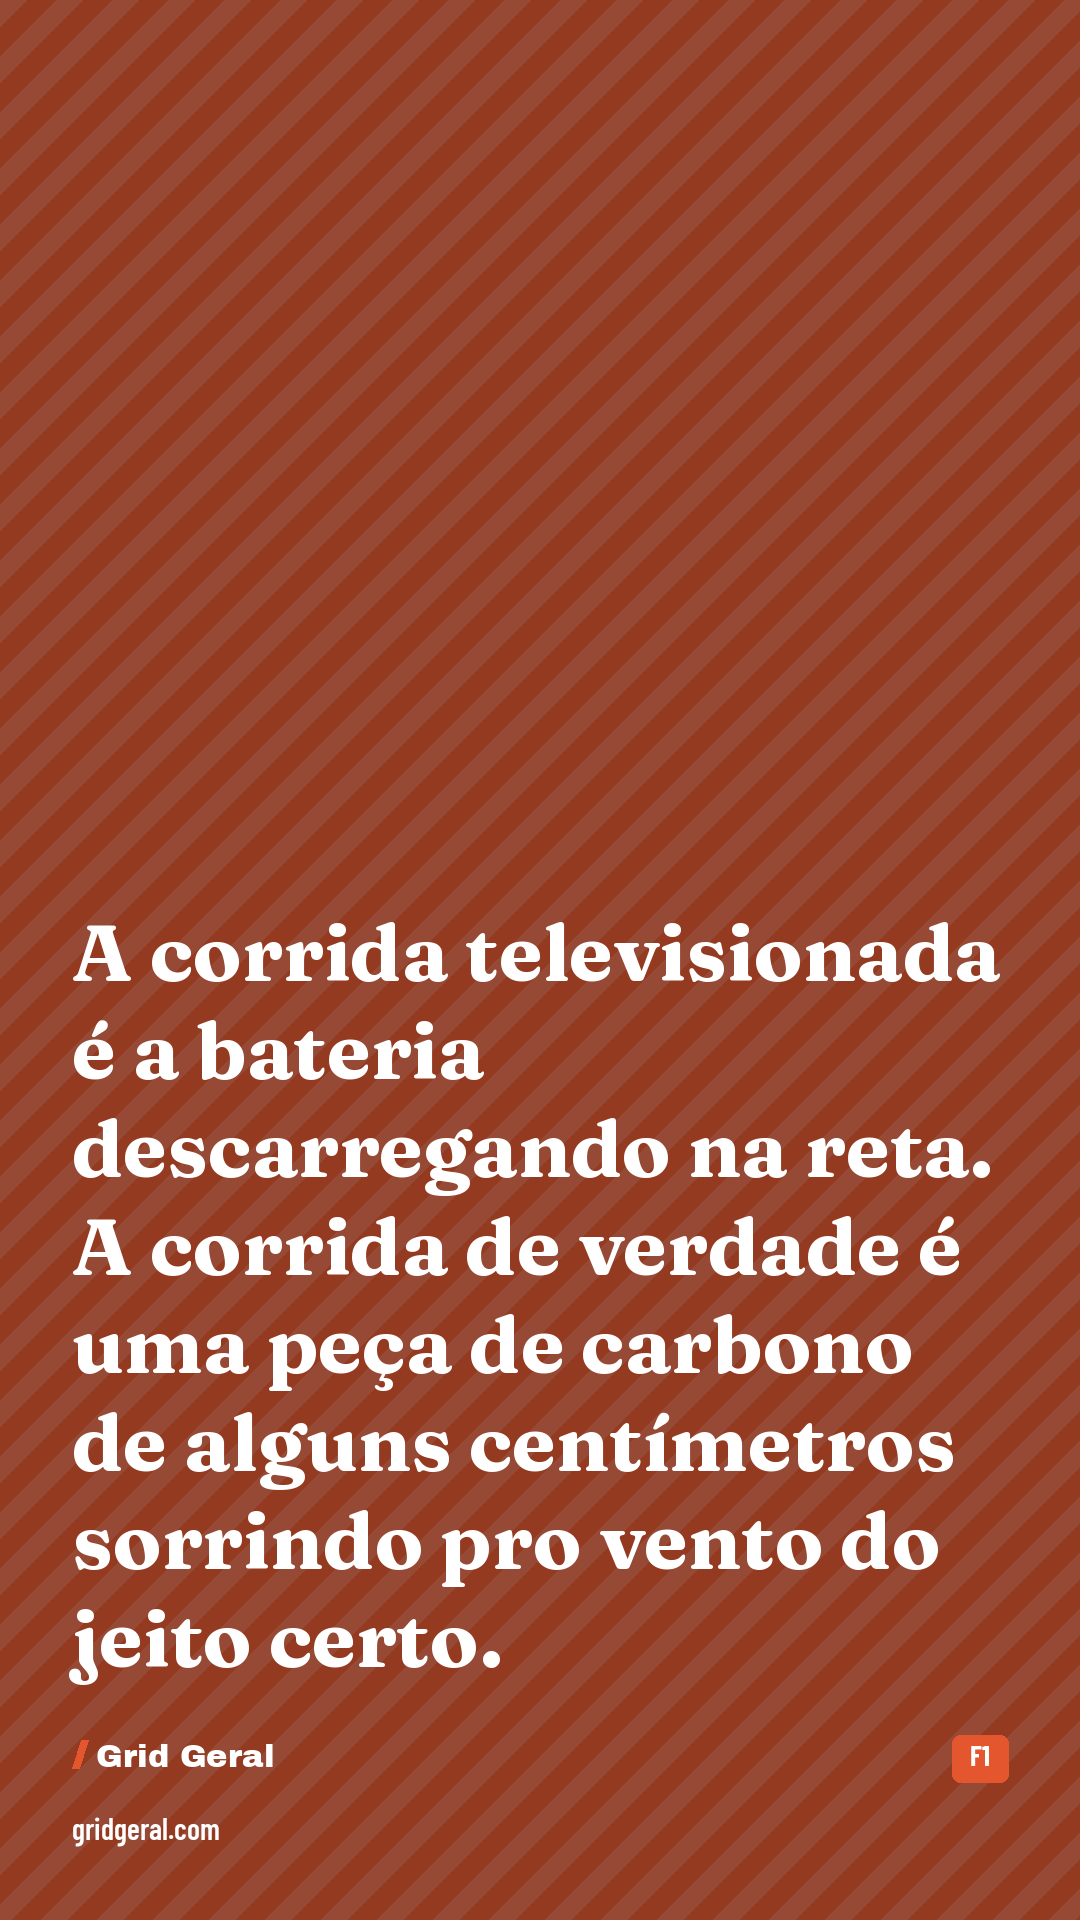 A corrida televisionada
é a bateria
descarregando na reta.
A corrida de verdade é
uma peça de carbono
de alguns centímetros
sorrindo pro vento do
jeito certo.
/ Grid Geral
F1
gridgeral.com